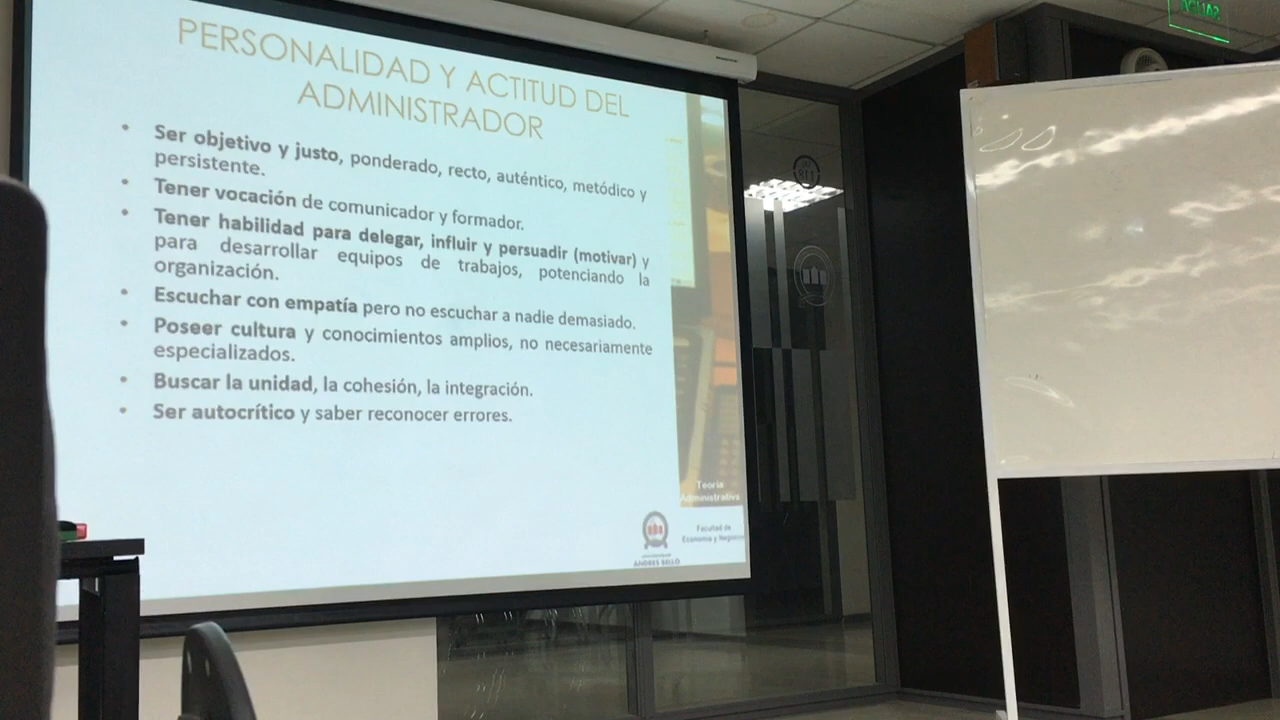 PERSONALIDAD Y ACTITUD DEL
ADMINISTRADOR
• Ser objetivo y justo, ponderado, recto, auténtico, metódico y
persistente.
• Tener vocación de comunicador y formador.
• Tener habilidad para delegar, influir y persuadir (motivar) y
para desarrollar equipos de trabajos, potenciando la
organización.
• Escuchar con empatía pero no escuchar a nadie demasiado.
• Poseer cultura y conocimientos amplios, no necesariamente
especializados.
• Buscar la unidad, la cohesión, la integración.
• Ser autocrítico y saber reconocer errores.
Teoría
Administrativa
Facultad de
Economía y Negocios
ANDRES BELLO
118
SALIDA